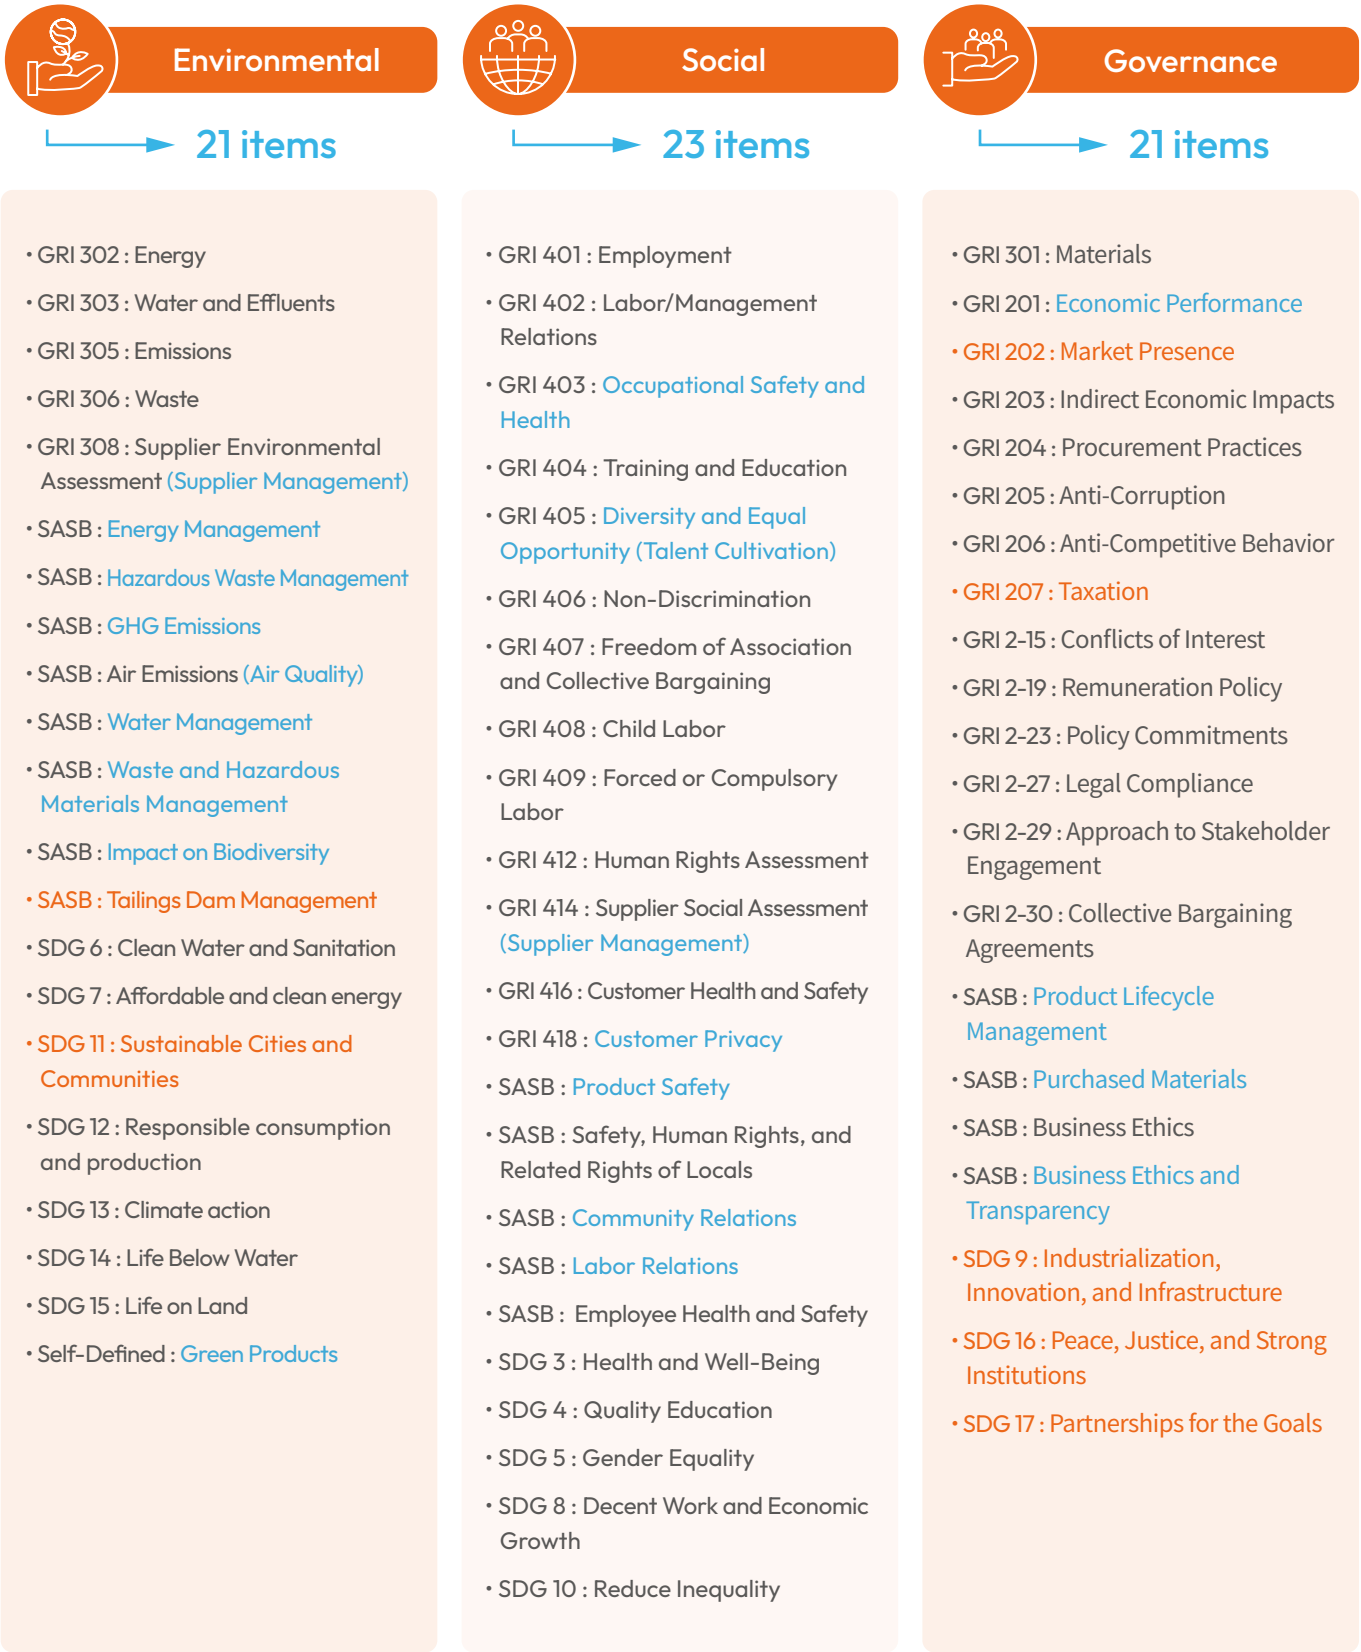 Environmental
21 items
• GRI 302 : Energy
• GRI 303 : Water and Effluents
• GRI 305 : Emissions
• GRI 306 : Waste
• GRI 308 : Supplier Environmental
Assessment (Supplier Management)
• SASB : Energy Management
• SASB : Hazardous Waste Management
• SASB : GHG Emissions
• SASB : Air Emissions (Air Quality)
• SASB : Water Management
• SASB : Waste and Hazardous
Materials Management
• SASB : Impact on Biodiversity
• SASB : Tailings Dam Management
• SDG 6 : Clean Water and Sanitation
• SDG 7 : Affordable and clean energy
• SDG 11 : Sustainable Cities and
Communities
• SDG 12 : Responsible consumption
and production
• SDG 13 : Climate action
• SDG 14 : Life Below Water
• SDG 15 : Life on Land
• Self-Defined : Green Products
Social
23 items
• GRI 401 : Employment
• GRI 402 : Labor/Management
Relations
• GRI 403 : Occupational Safety and
Health
• GRI 404 : Training and Education
• GRI 405 : Diversity and Equal
Opportunity (Talent Cultivation)
• GRI 406 : Non-Discrimination
• GRI 407 : Freedom of Association
and Collective Bargaining
• GRI 408 : Child Labor
• GRI 409 : Forced or Compulsory
Labor
• GRI 412 : Human Rights Assessment
• GRI 414 : Supplier Social Assessment
(Supplier Management)
• GRI 416 : Customer Health and Safety
• GRI 418 : Customer Privacy
• SASB : Product Safety
• SASB : Safety, Human Rights, and
Related Rights of Locals
• SASB : Community Relations
• SASB : Labor Relations
• SASB : Employee Health and Safety
• SDG 3 : Health and Well-Being
• SDG 4 : Quality Education
• SDG 5 : Gender Equality
• SDG 8 : Decent Work and Economic
Growth
• SDG 10 : Reduce Inequality
Governance
21 items
• GRI 301 : Materials
• GRI 201 : Economic Performance
• GRI 202 : Market Presence
• GRI 203 : Indirect Economic Impacts
• GRI 204 : Procurement Practices
• GRI 205 : Anti-Corruption
• GRI 206 : Anti-Competitive Behavior
• GRI 207 : Taxation
• GRI 2-15 : Conflicts of Interest
• GRI 2-19 : Remuneration Policy
• GRI 2-23 : Policy Commitments
• GRI 2-27 : Legal Compliance
• GRI 2-29 : Approach to Stakeholder
Engagement
• GRI 2-30 : Collective Bargaining
Agreements
• SASB : Product Lifecycle
Management
• SASB : Purchased Materials
• SASB : Business Ethics
• SASB : Business Ethics and
Transparency
• SDG 9 : Industrialization,
Innovation, and Infrastructure
• SDG 16 : Peace, Justice, and Strong
Institutions
• SDG 17 : Partnerships for the Goals